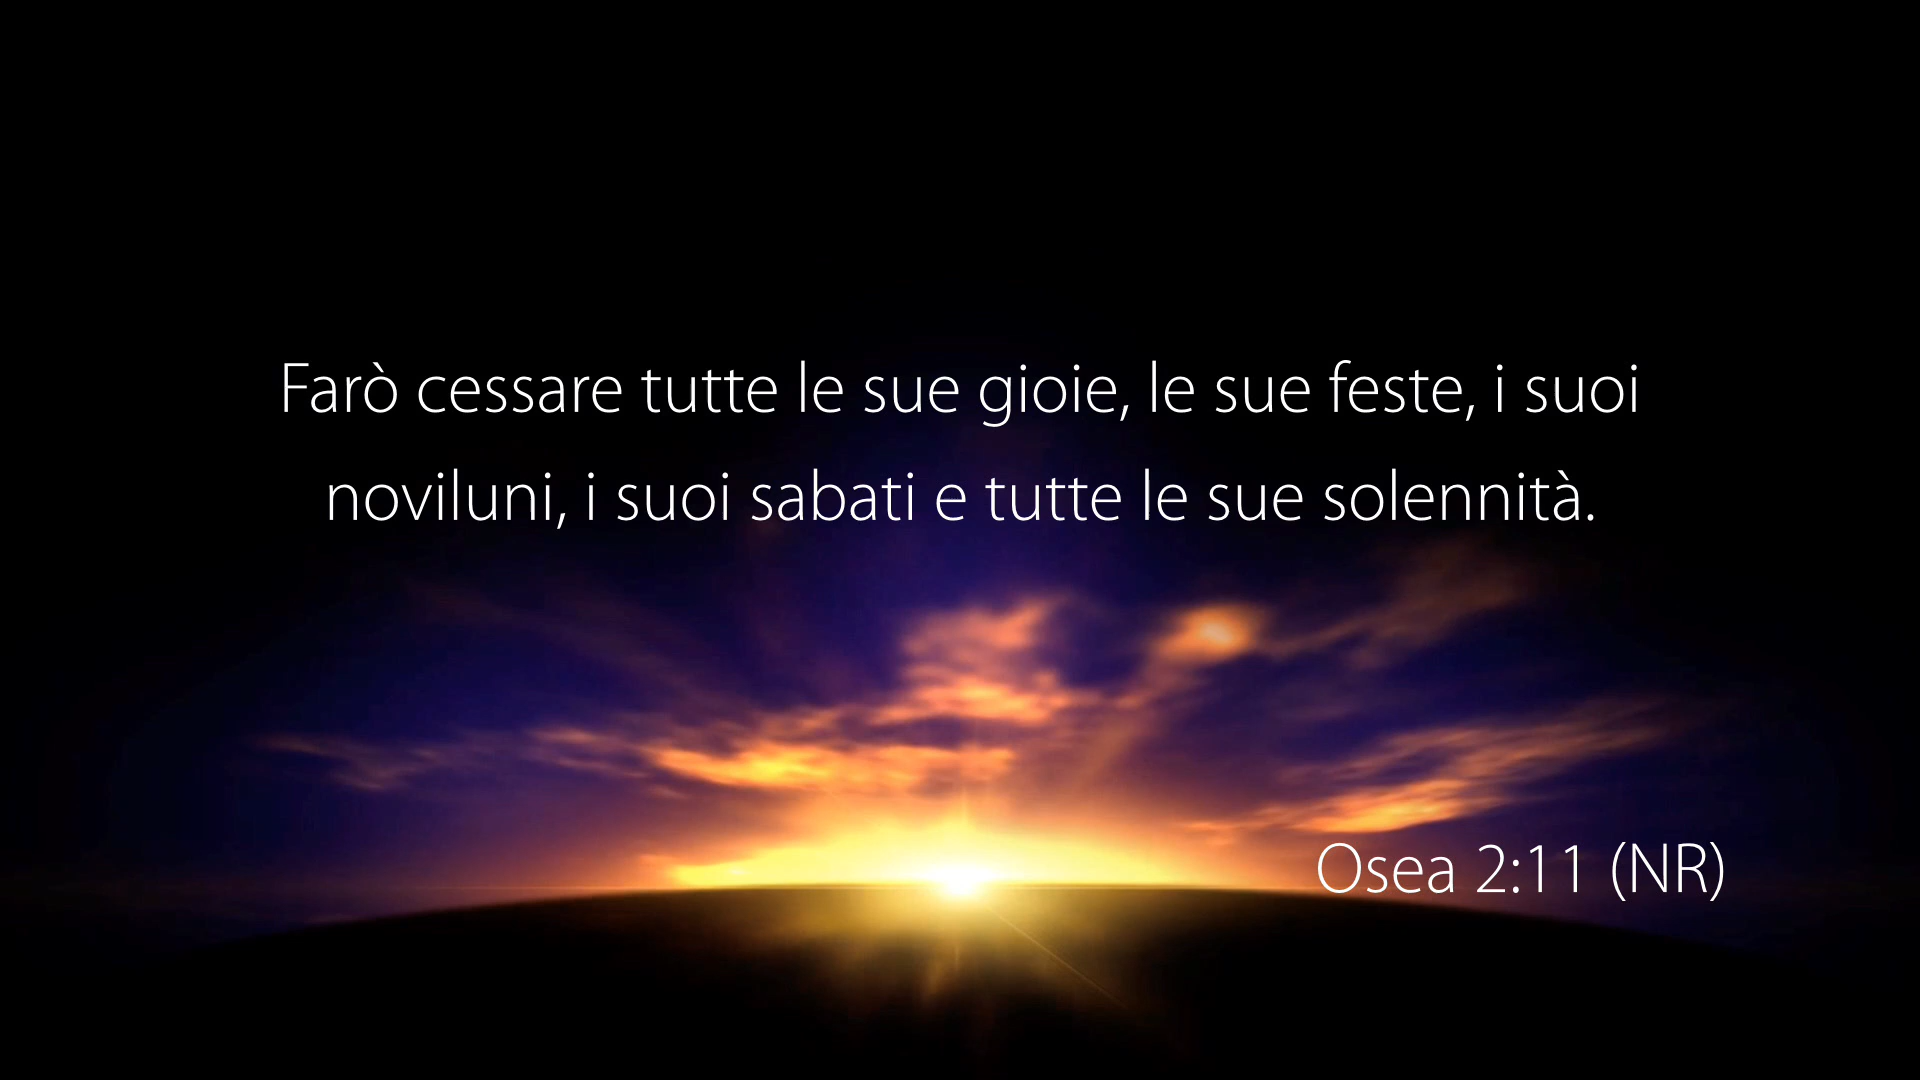 Farò cessare tutte le sue gioie, le sue feste, i suoi
noviluni, i suoi sabati e tutte le sue solennità.
Osea 2:11 (NR)